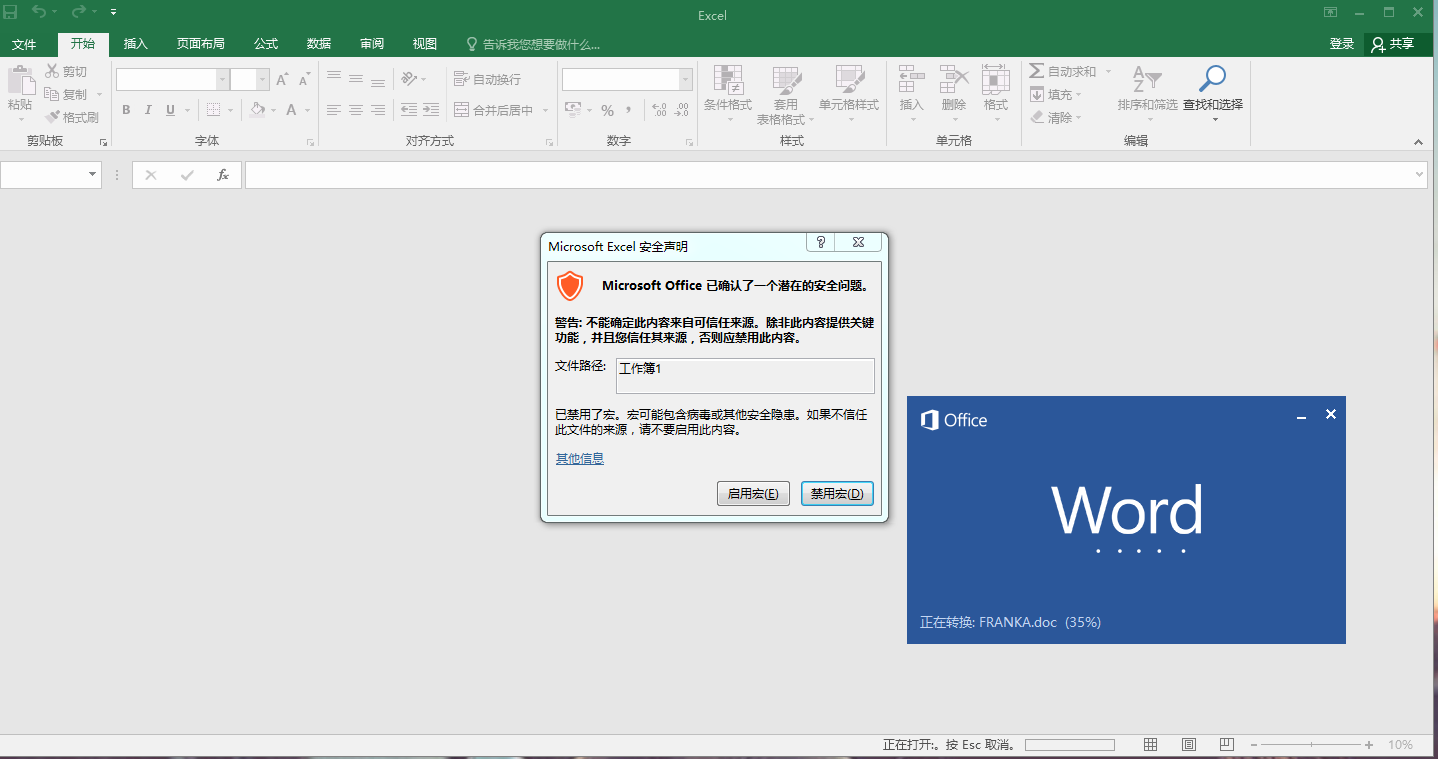 Excel
文件 开始 插入 页面布局 公式 数据 审阅 视图 告诉我您想要做什么... 登录 共享
剪切
复制
格式刷
粘贴
剪贴板
B I U A
字体
自动换行
合并后居中
对齐方式
% ,
数字
条件格式
套用
表格格式
单元格样式
样式
插入 删除 格式
单元格
自动求和
填充
清除
排序和筛选 查找和选择
编辑
fx
Microsoft Excel 安全声明
Microsoft Office 已确认了一个潜在的安全问题。
警告: 不能确定此内容来自可信任来源。除非此内容提供关键
功能，并且您信任其来源，否则应禁用此内容。
文件路径: 工作簿1
已禁用了宏。宏可能包含病毒或其他安全隐患。如果不信任
此文件的来源，请不要启用此内容。
其他信息
启用宏(E) 禁用宏(D)
Office
Word
正在转换: FRANKA.doc (35%)
正在打开:。按 Esc 取消。
10%